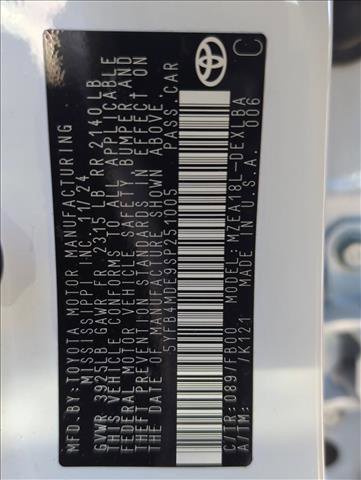 MFD.BY:TOYOTA MOTOR MANUFACTURING
MISSISSIPPI INC. 11/24
GVWR 3925LB GAWR FR 2315 LB RR 2140LB
THIS VEHICLE CONFORMS TO ALL APPLICABLE
FEDERAL MOTOR VEHICLE SAFETY, BUMPER AND
THEFT PREVENTION STANDARDS IN EFFECT ON
THE DATE OF MANUFACTURE SHOWN ABOVE.
PASS.CAR
C/TR: 089/FB00 MODEL: MZEA18L-DEXLBA
A/TM: /K121 MADE IN U.S.A. 006
TOYOTA
C